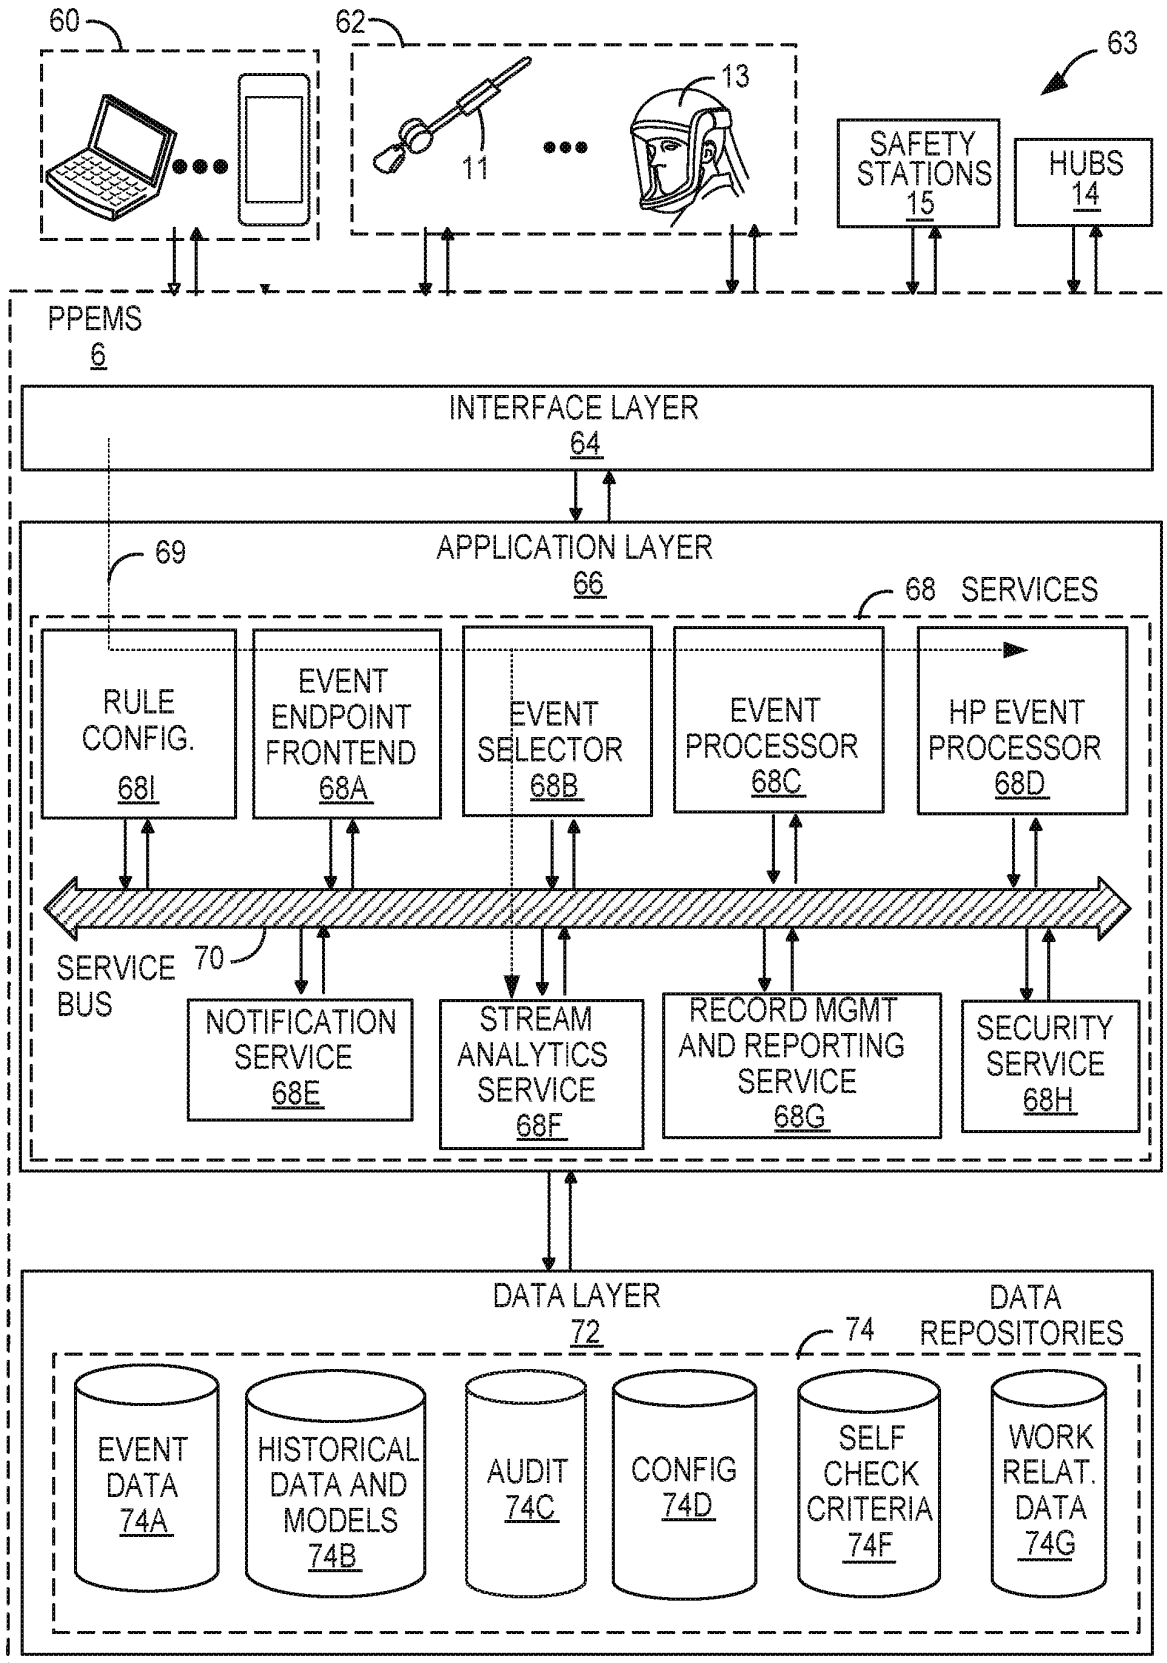 60
62
63
13
11
SAFETY
STATIONS
15
HUBS
14
PPEMS
6
INTERFACE LAYER
64
69
APPLICATION LAYER
66
68 SERVICES
RULE
CONFIG.
68I
EVENT
ENDPOINT
FRONTEND
68A
EVENT
SELECTOR
68B
EVENT
PROCESSOR
68C
HP EVENT
PROCESSOR
68D
70
SERVICE
BUS
NOTIFICATION
SERVICE
68E
STREAM
ANALYTICS
SERVICE
68F
RECORD MGMT
AND REPORTING
SERVICE
68G
SECURITY
SERVICE
68H
DATA LAYER
72
74
DATA
REPOSITORIES
EVENT
DATA
74A
HISTORICAL
DATA AND
MODELS
74B
AUDIT
74C
CONFIG
74D
SELF
CHECK
CRITERIA
74F
WORK
RELAT.
DATA
74G